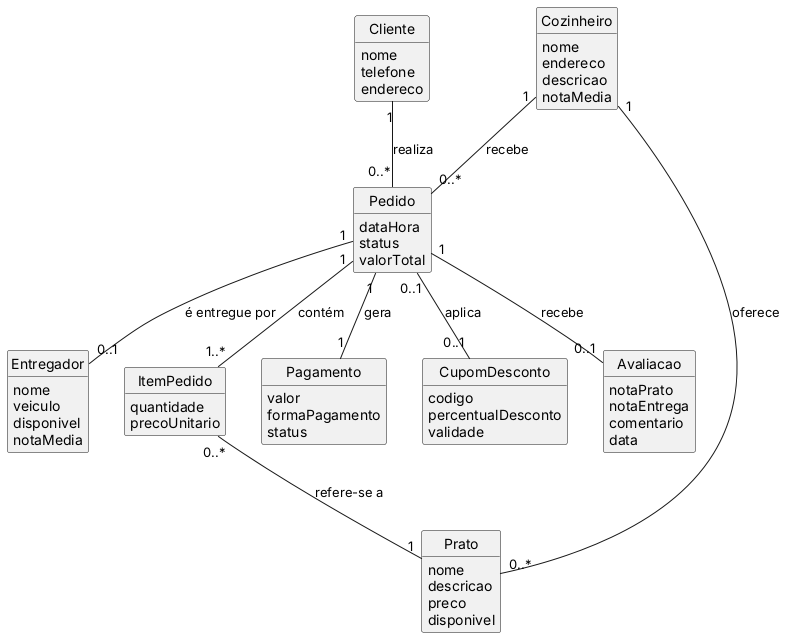 Cliente
nome
telefone
endereco
Cozinheiro
nome
endereco
descricao
notaMedia
1
1
1
realiza
recebe
0..*
0..*
Pedido
dataHora
status
valorTotal
1
1
1
0..1
1
é entregue por
contém
gera
aplica
recebe
oferece
0..1
1..*
1
0..1
0..1
Entregador
nome
veiculo
disponivel
notaMedia
ItemPedido
quantidade
precoUnitario
Pagamento
valor
formaPagamento
status
CupomDesconto
codigo
percentualDesconto
validade
Avaliacao
notaPrato
notaEntrega
comentario
data
0..*
refere-se a
1
0..*
Prato
nome
descricao
preco
disponivel